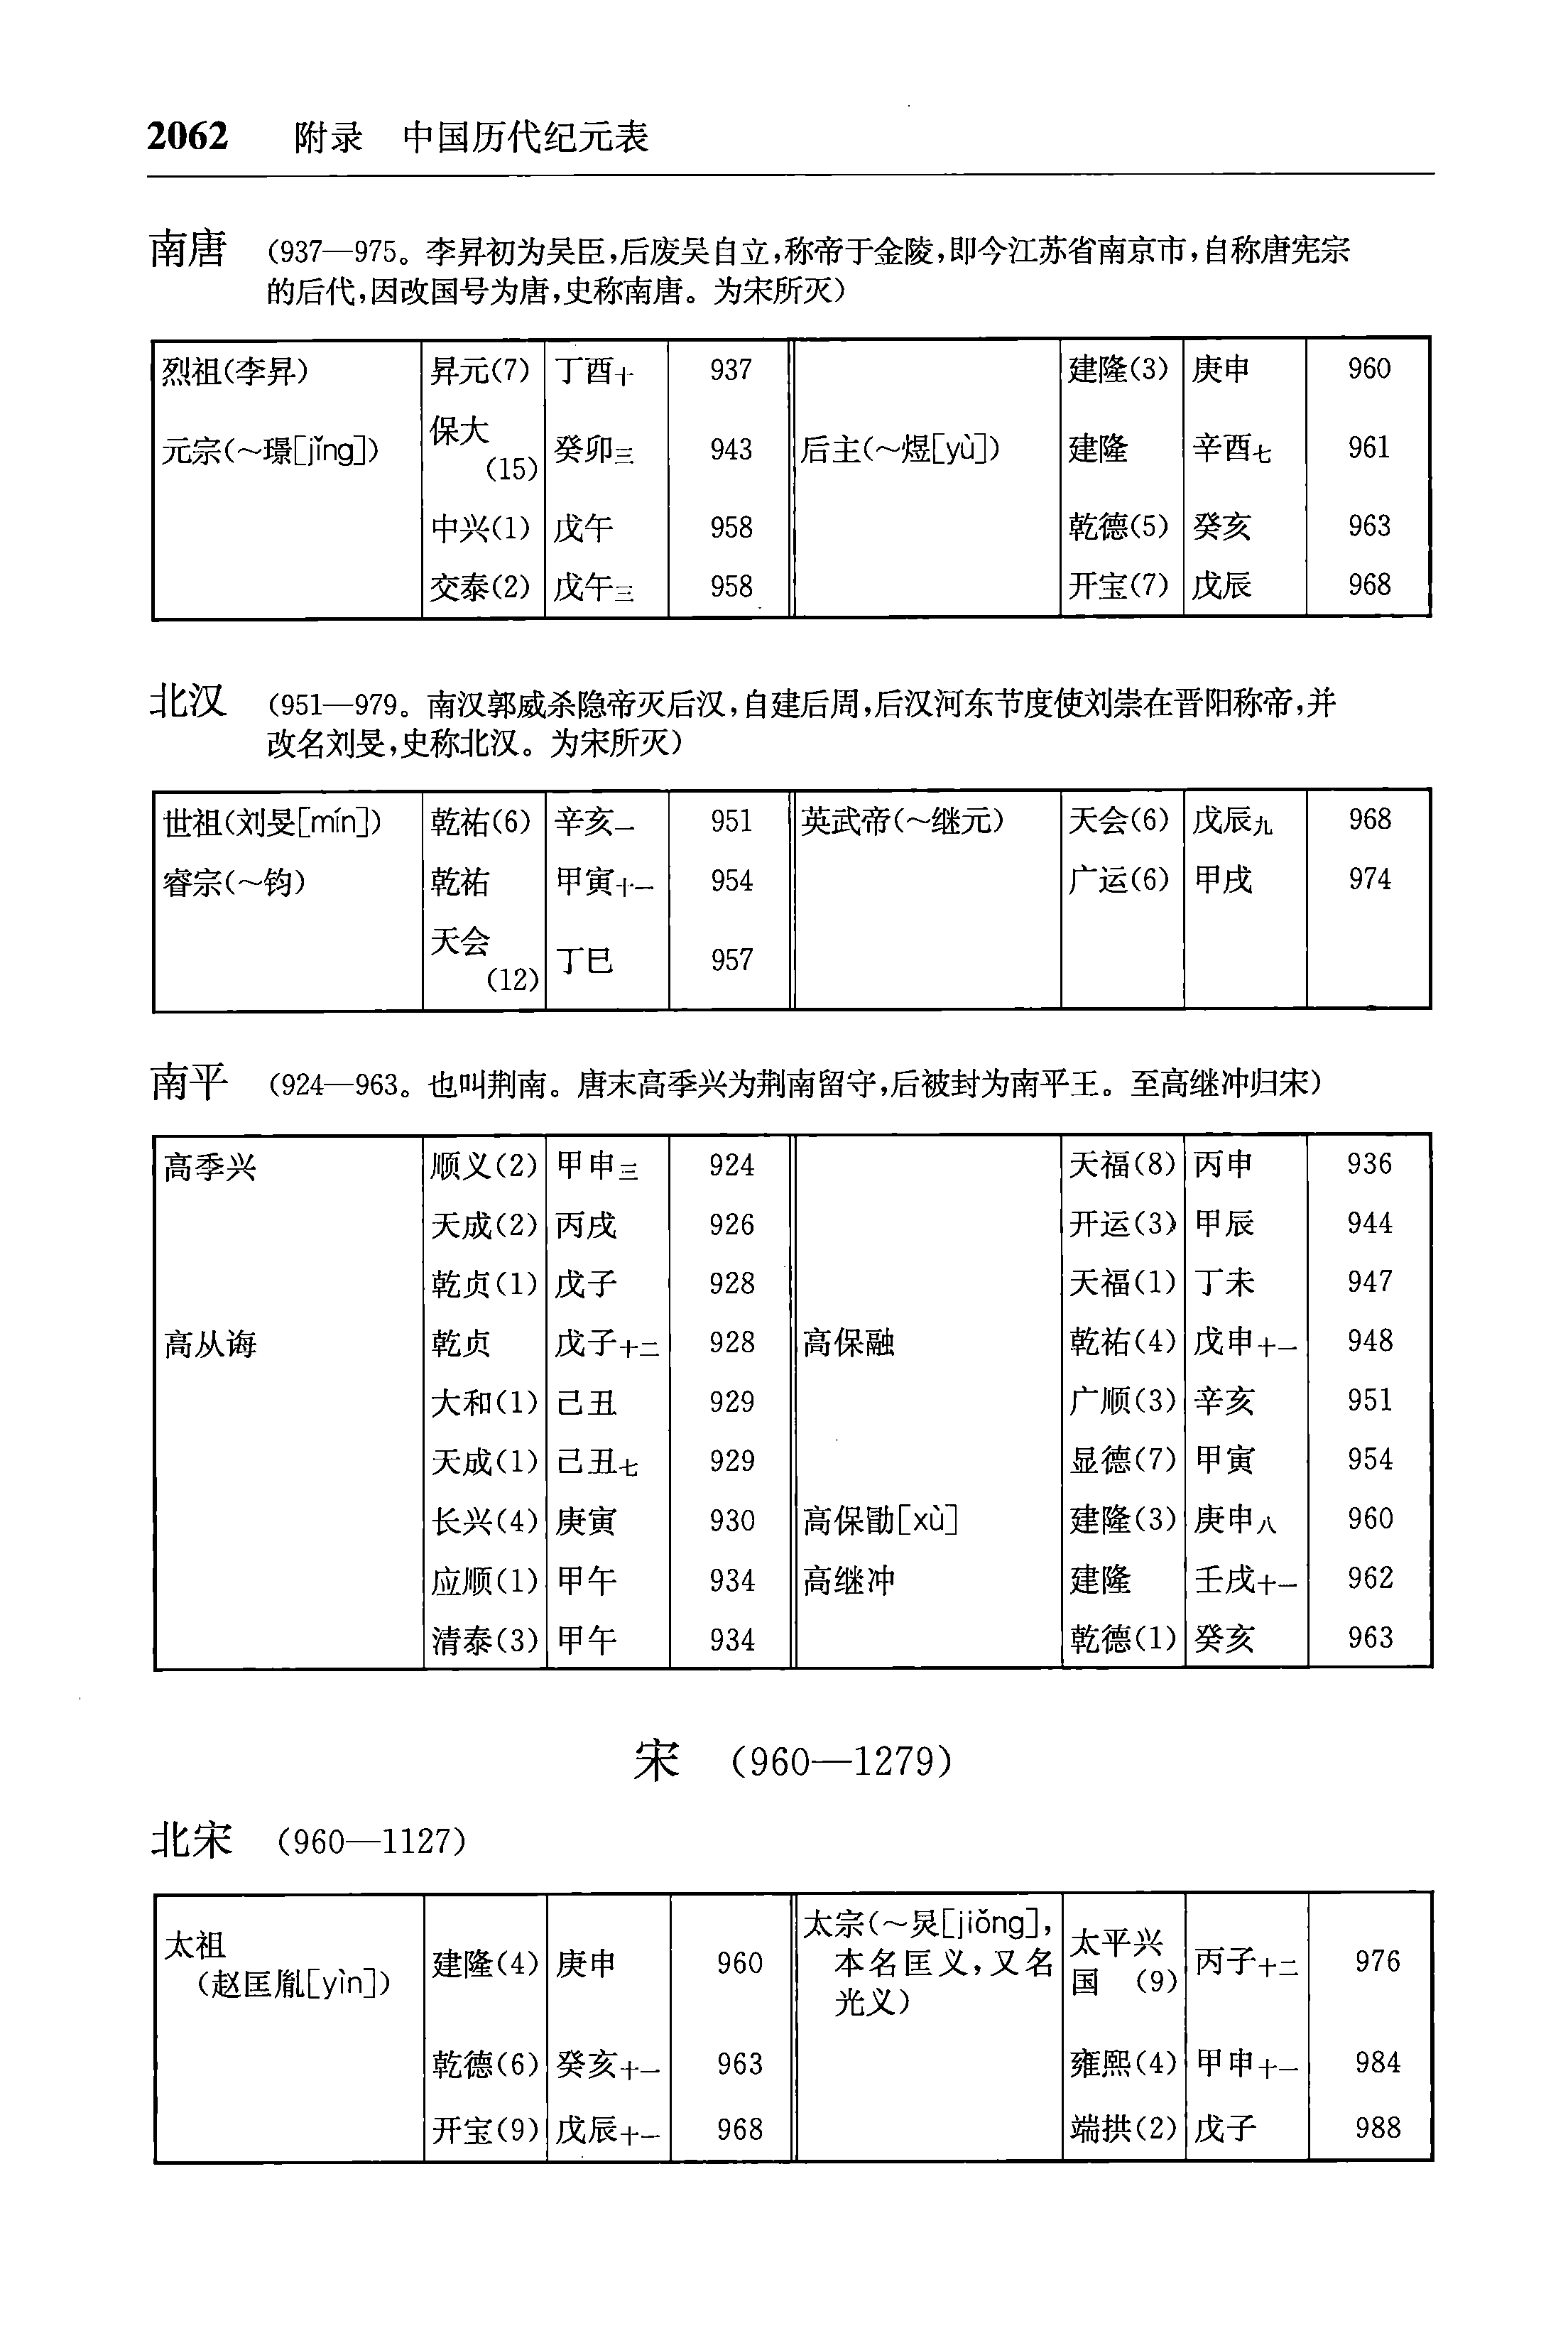 2062 附录 中国历代纪元表
南唐 (937—975。李昪初为吴臣,后废吴自立,称帝于金陵,即今江苏省南京市,自称唐宪宗
的后代,因改国号为唐,史称南唐。为宋所灭)
烈祖(李昪) 昇元(7) 丁酉十 937
元宗(~璟[jǐng]) 保大(15) 癸卯三 943
中兴(1) 戊午 958
交泰(2) 戊午三 958
建隆(3) 庚申 960
后主(~煜[yù]) 建隆 辛酉七 961
乾德(5) 癸亥 963
开宝(7) 戊辰 968
北汉 (951—979。南汉郭威杀隐帝灭后汉,自建后周,后汉河东节度使刘崇在晋阳称帝,并
改名刘旻,史称北汉。为宋所灭)
世祖(刘旻[mín]) 乾祐(6) 辛亥一 951
睿宗(~钧) 乾祐 甲寅十一 954
天会(12) 丁巳 957
英武帝(~继元) 天会(6) 戊辰九 968
广运(6) 甲戌 974
南平 (924—963。也叫荆南。唐末高季兴为荆南留守,后被封为南平王。至高继冲归宋)
高季兴 顺义(2) 甲申三 924
天成(2) 丙戌 926
乾贞(1) 戊子 928
高从诲 乾贞 戊子十二 928
大和(1) 己丑 929
天成(1) 己丑七 929
长兴(4) 庚寅 930
应顺(1) 甲午 934
清泰(3) 甲午 934
天福(8) 丙申 936
开运(3) 甲辰 944
天福(1) 丁未 947
高保融 乾祐(4) 戊申十一 948
广顺(3) 辛亥 951
显德(7) 甲寅 954
高保勖[xù] 建隆(3) 庚申八 960
高继冲 建隆 壬戌十一 962
乾德(1) 癸亥 963
宋 (960—1279)
北宋 (960—1127)
太祖
(赵匡胤[yìn]) 建隆(4) 庚申 960
乾德(6) 癸亥十一 963
开宝(9) 戊辰十一 968
太宗(~炅[jiǒng],
本名匡义,又名
光义) 太平兴国 (9) 丙子十二 976
雍熙(4) 甲申十一 984
端拱(2) 戊子 988